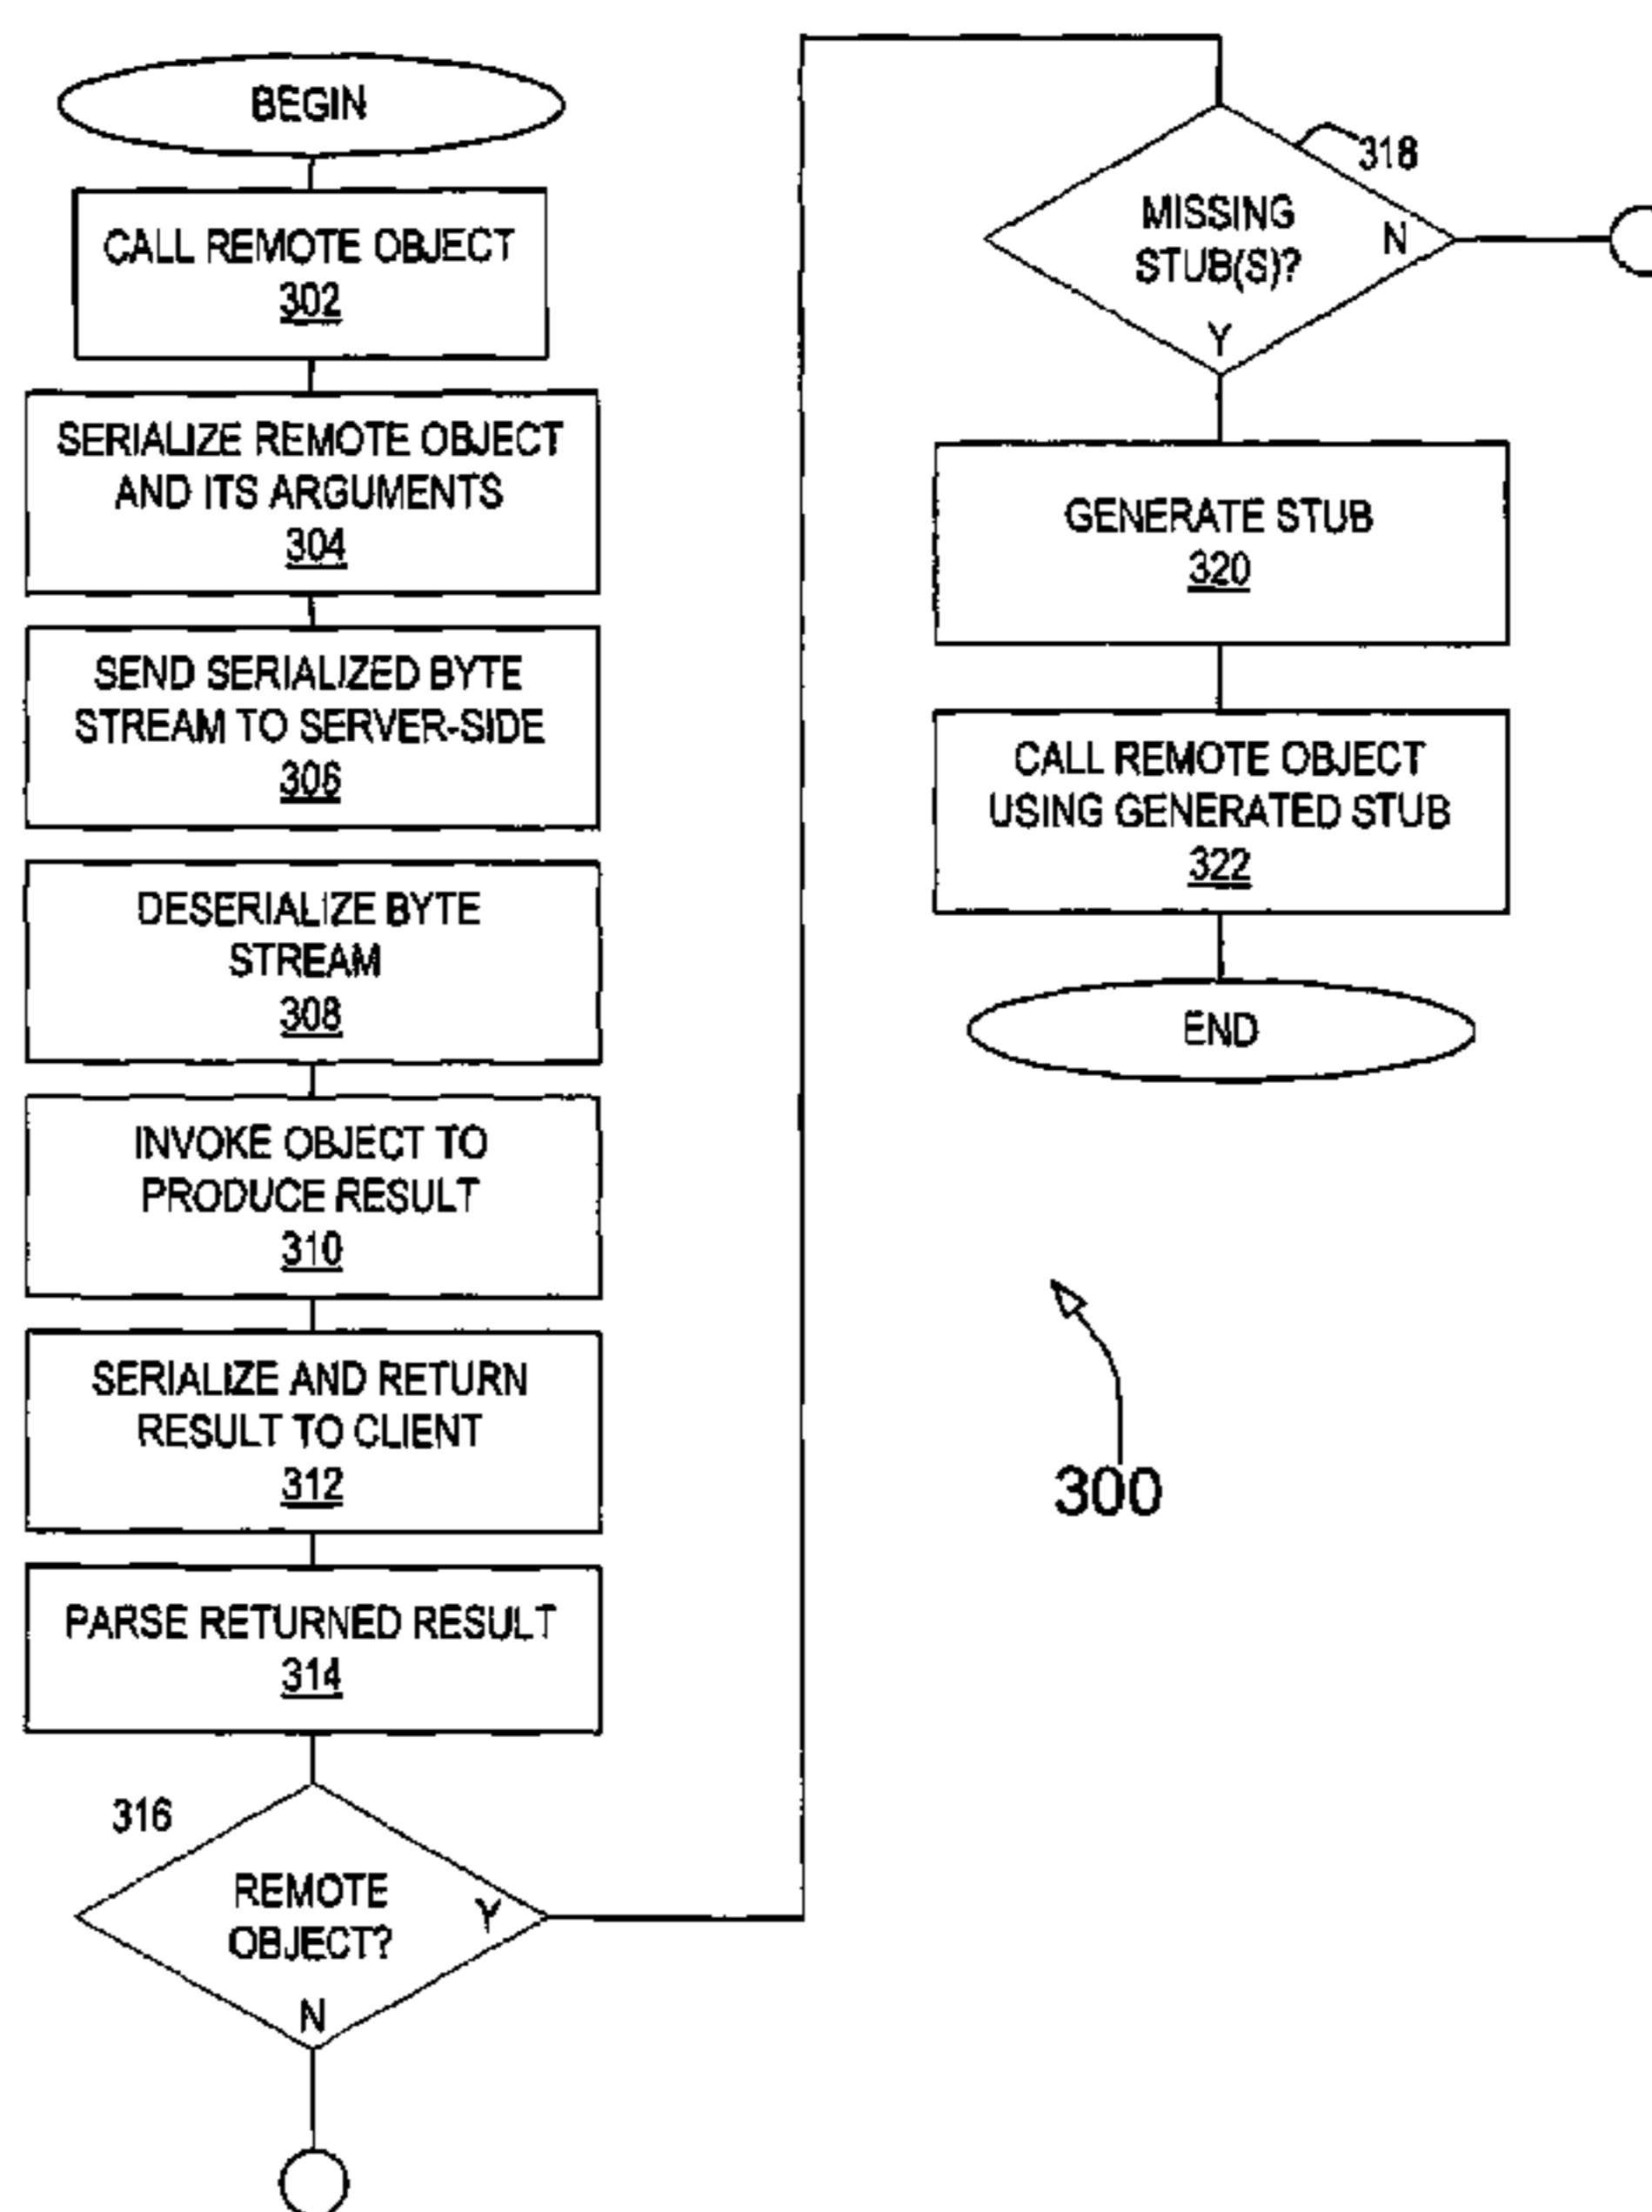 BEGIN
CALL REMOTE OBJECT
302
SERIALIZE REMOTE OBJECT
AND ITS ARGUMENTS
304
SEND SERIALIZED BYTE
STREAM TO SERVER-SIDE
306
DESERIALIZE BYTE
STREAM
308
INVOKE OBJECT TO
PRODUCE RESULT
310
SERIALIZE AND RETURN
RESULT TO CLIENT
312
PARSE RETURNED RESULT
314
316
REMOTE
OBJECT?
Y
N
318
MISSING
STUB(S)?
N
Y
GENERATE STUB
320
CALL REMOTE OBJECT
USING GENERATED STUB
322
END
300